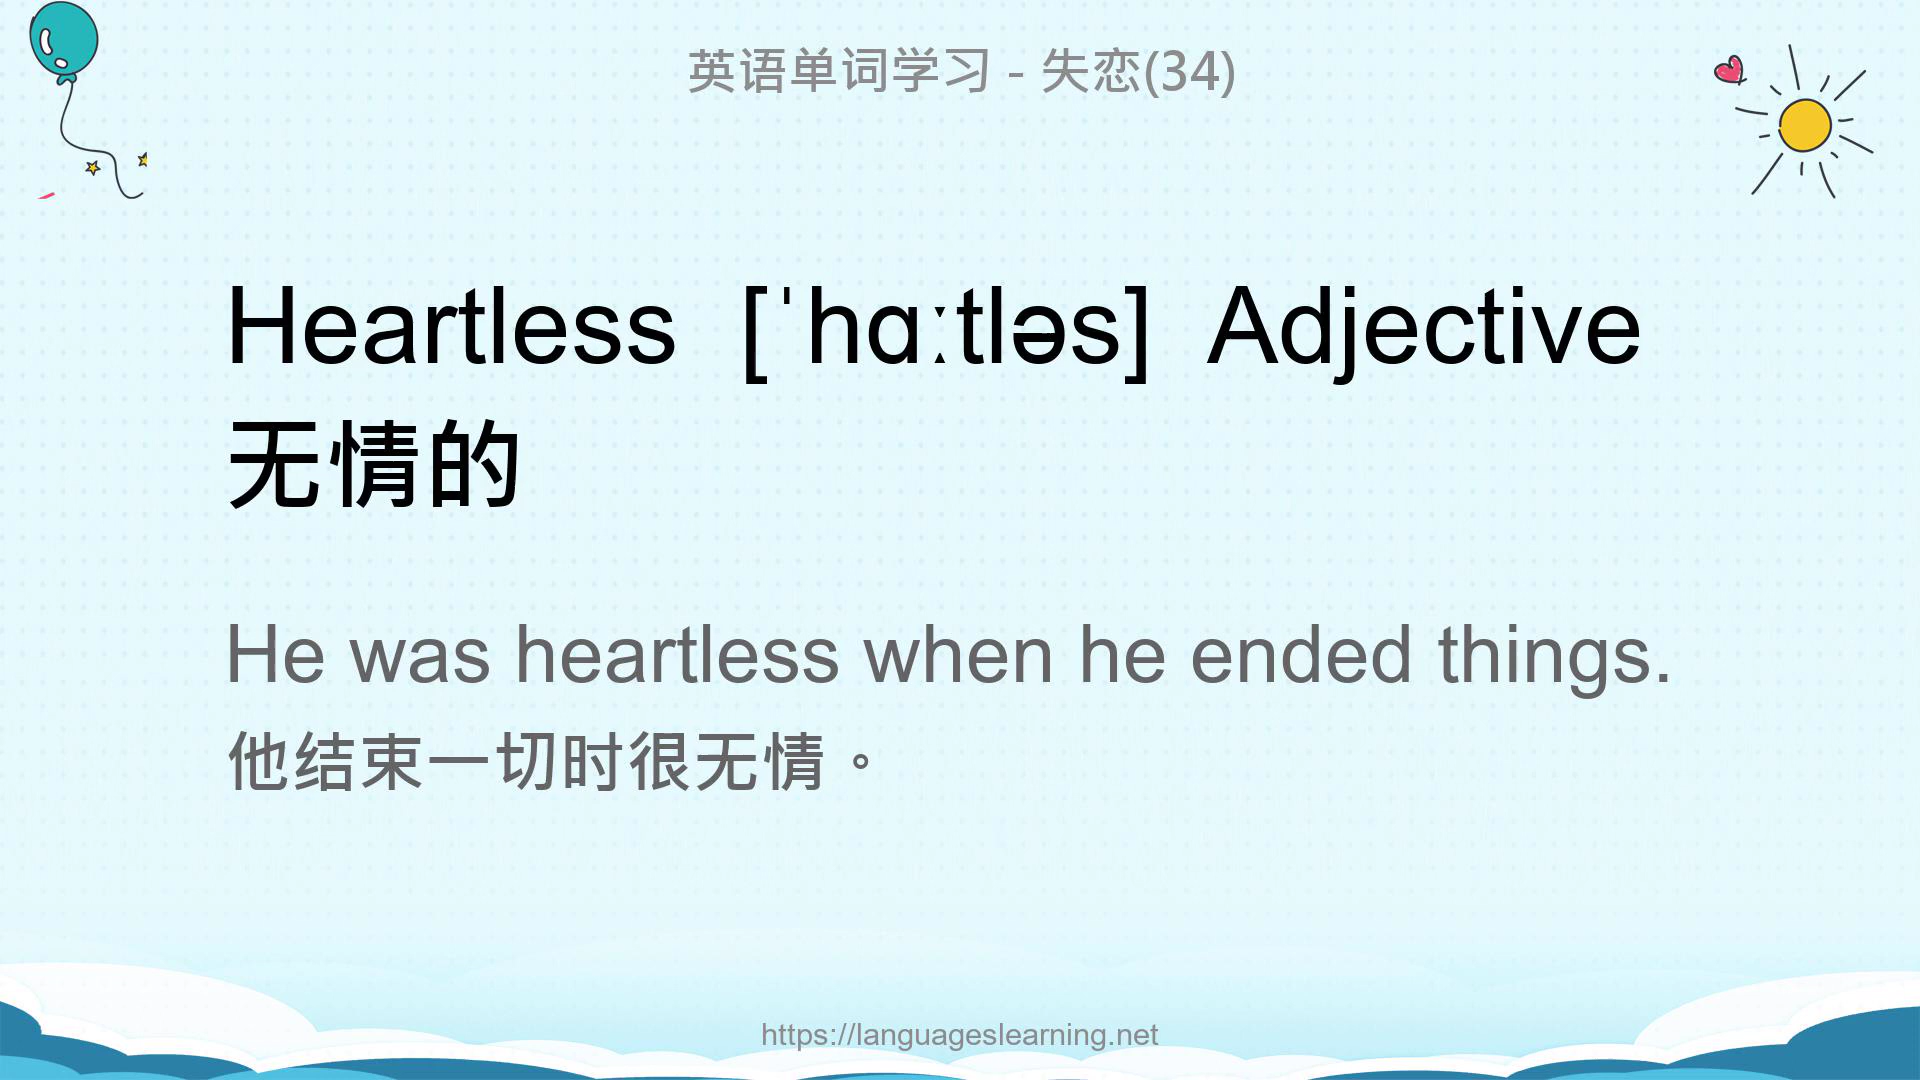 英语单词学习 - 失恋(34)
Heartless [ˈhɑːtləs] Adjective
无情的
He was heartless when he ended things.
他结束一切时很无情。
https://languageslearning.net